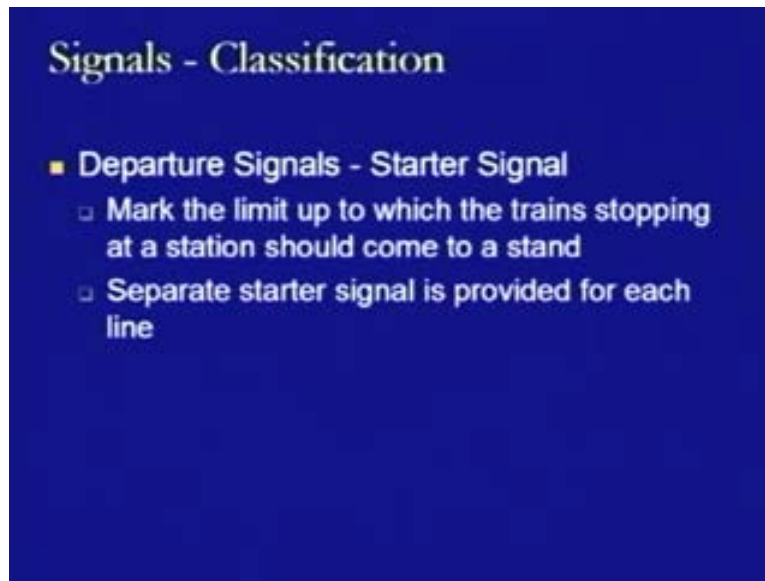 Signals - Classification
Departure Signals - Starter Signal
Mark the limit up to which the trains stopping
at a station should come to a stand
Separate starter signal is provided for each
line